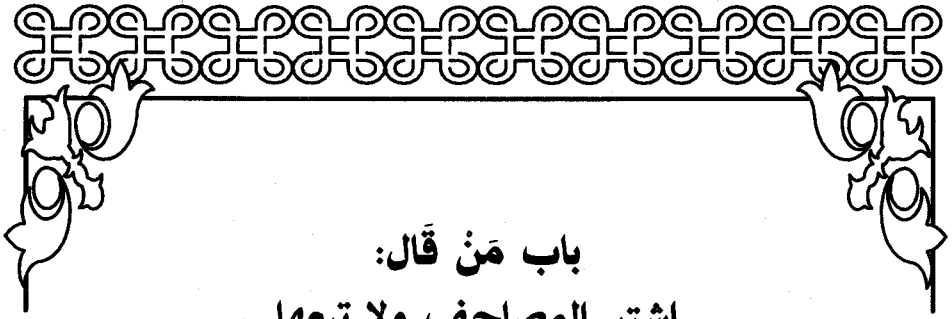 باب مَنْ قَال:
اشتر المصاحف ولا تبعها